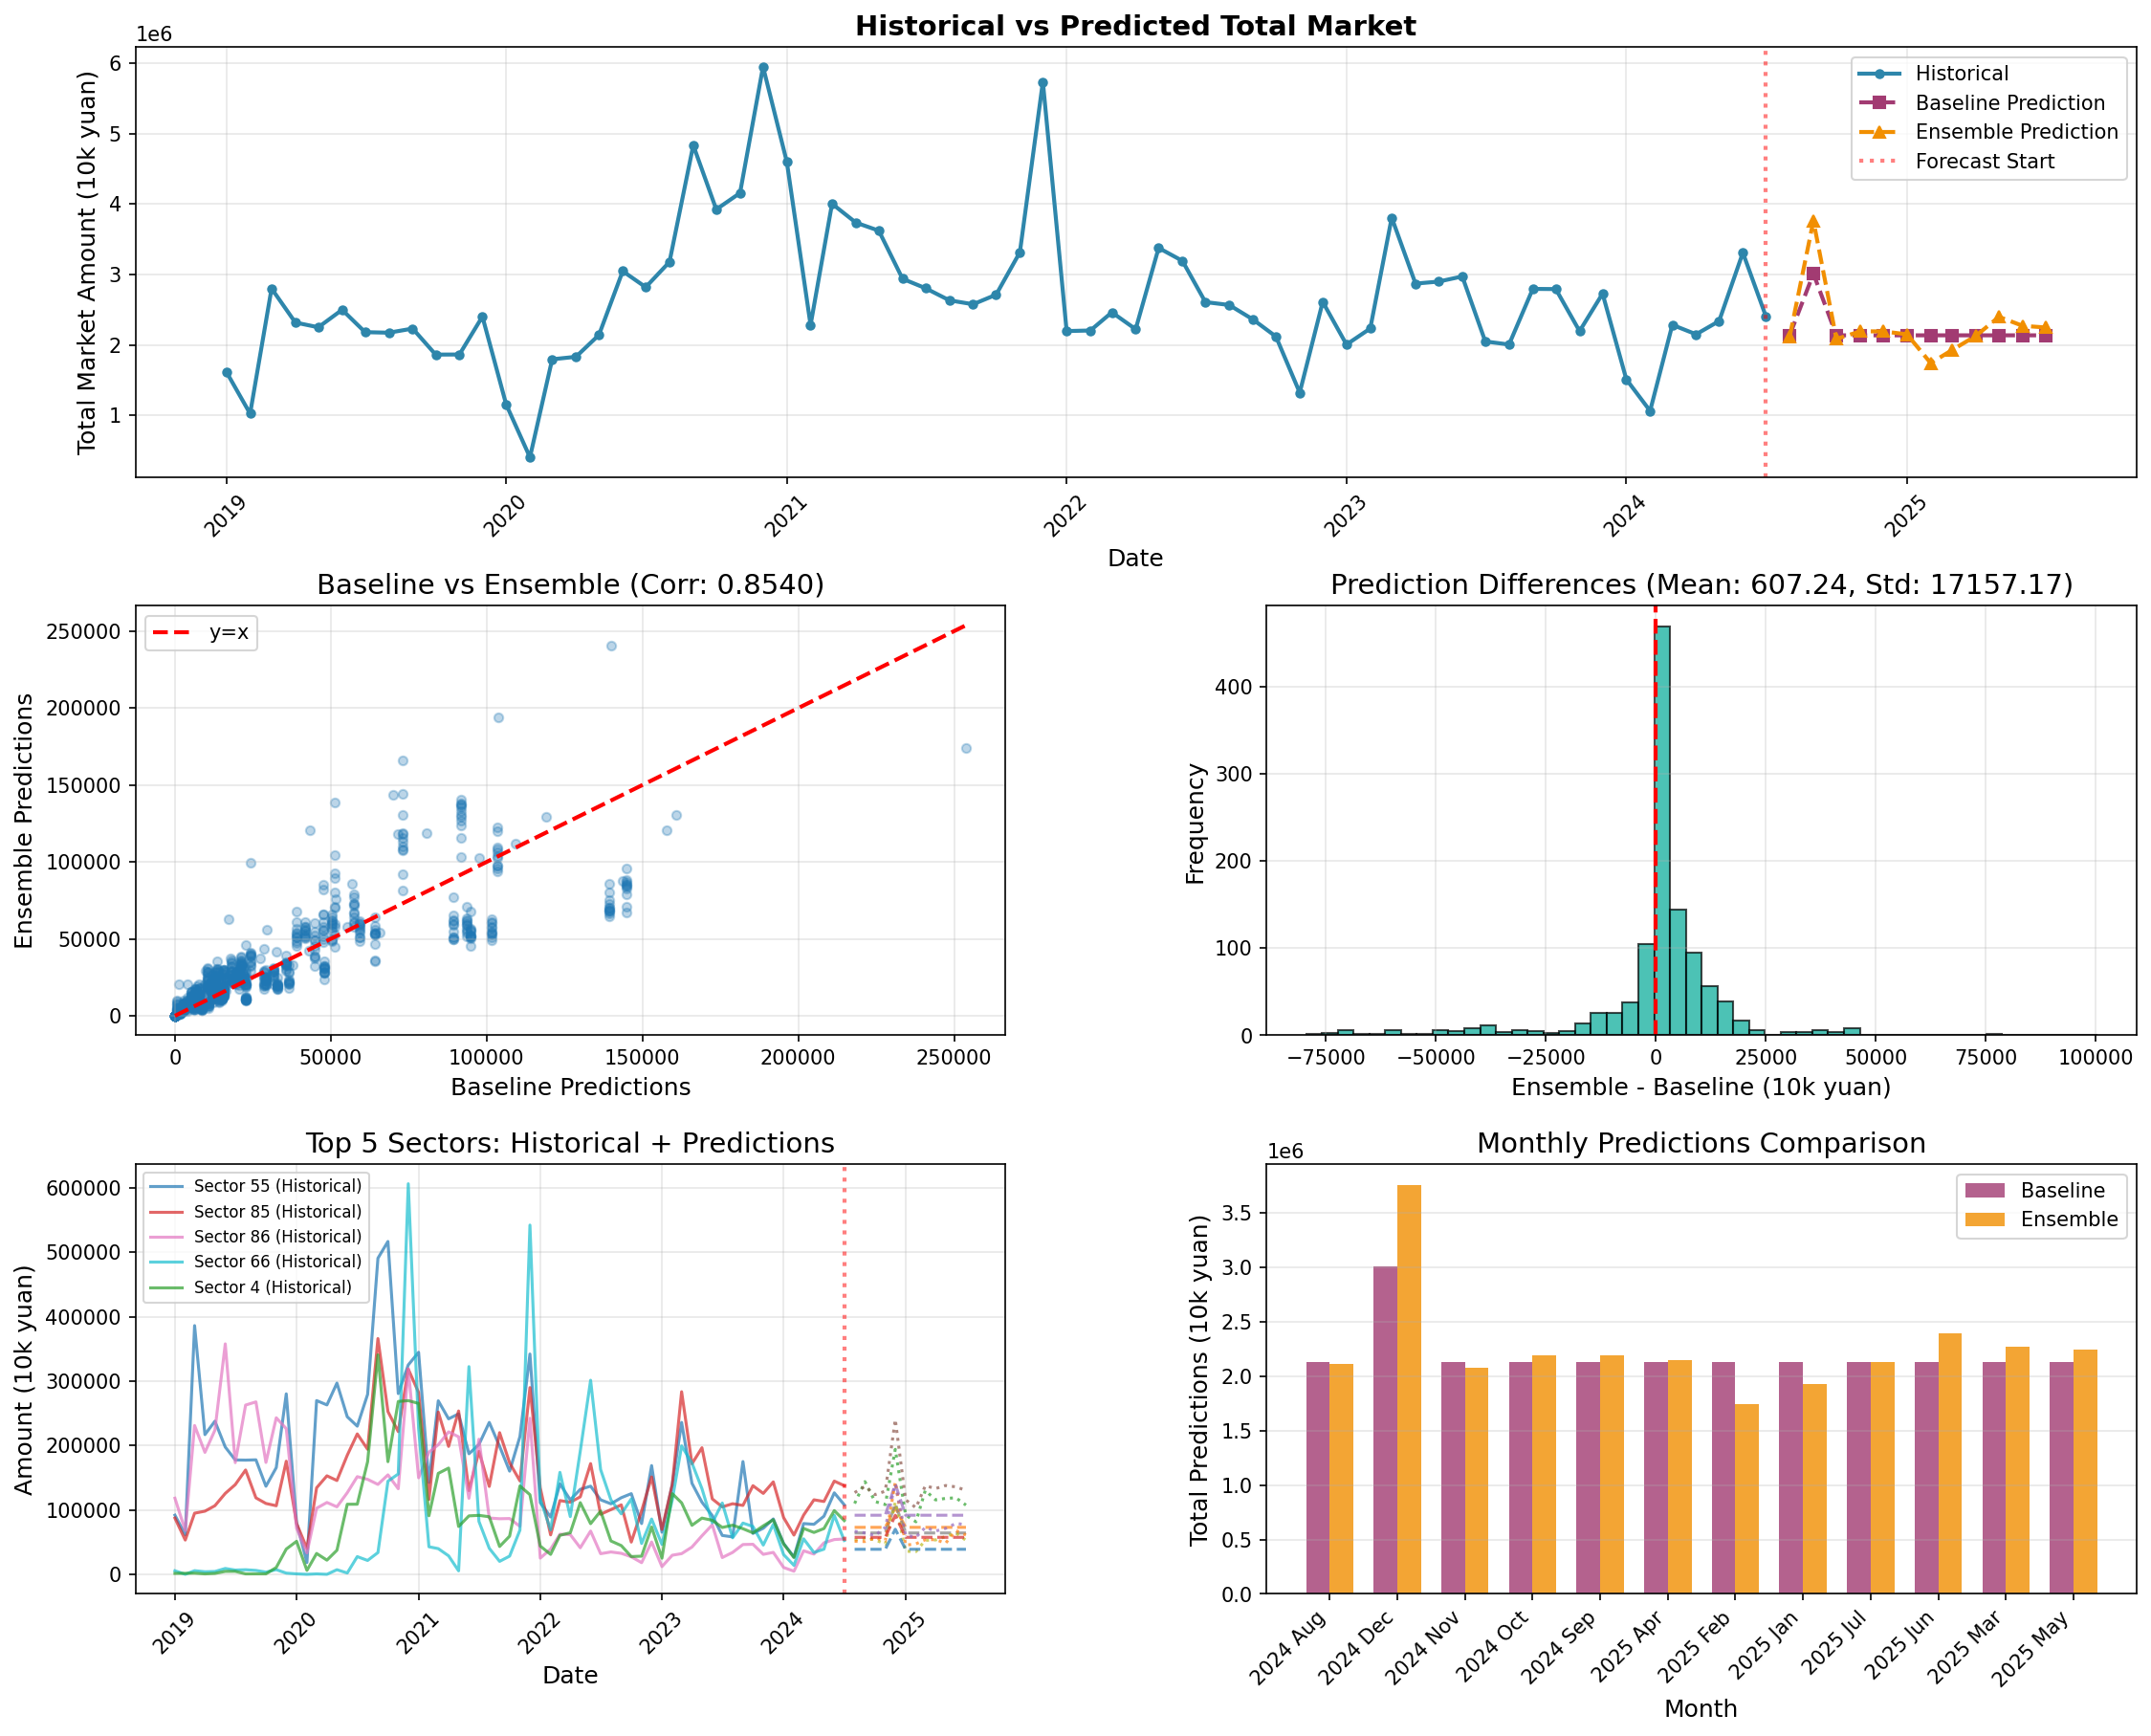 Historical vs Predicted Total Market
1e6
Total Market Amount (10k yuan)
6
5
4
3
2
1
Historical
Baseline Prediction
Ensemble Prediction
Forecast Start
2019
2020
2021
2022
2023
2024
2025
Date
Baseline vs Ensemble (Corr: 0.8540)
Ensemble Predictions
250000
200000
150000
100000
50000
0
y=x
0
50000
100000
150000
200000
250000
Baseline Predictions
Prediction Differences (Mean: 607.24, Std: 17157.17)
Frequency
400
300
200
100
0
−75000
−50000
−25000
0
25000
50000
75000
100000
Ensemble - Baseline (10k yuan)
Top 5 Sectors: Historical + Predictions
Amount (10k yuan)
600000
500000
400000
300000
200000
100000
0
Sector 55 (Historical)
Sector 85 (Historical)
Sector 86 (Historical)
Sector 66 (Historical)
Sector 4 (Historical)
2019
2020
2021
2022
2023
2024
2025
Date
Monthly Predictions Comparison
1e6
Total Predictions (10k yuan)
3.5
3.0
2.5
2.0
1.5
1.0
0.5
0.0
Baseline
Ensemble
2024 Aug
2024 Dec
2024 Nov
2024 Oct
2024 Sep
2025 Apr
2025 Feb
2025 Jan
2025 Jul
2025 Jun
2025 Mar
2025 May
Month